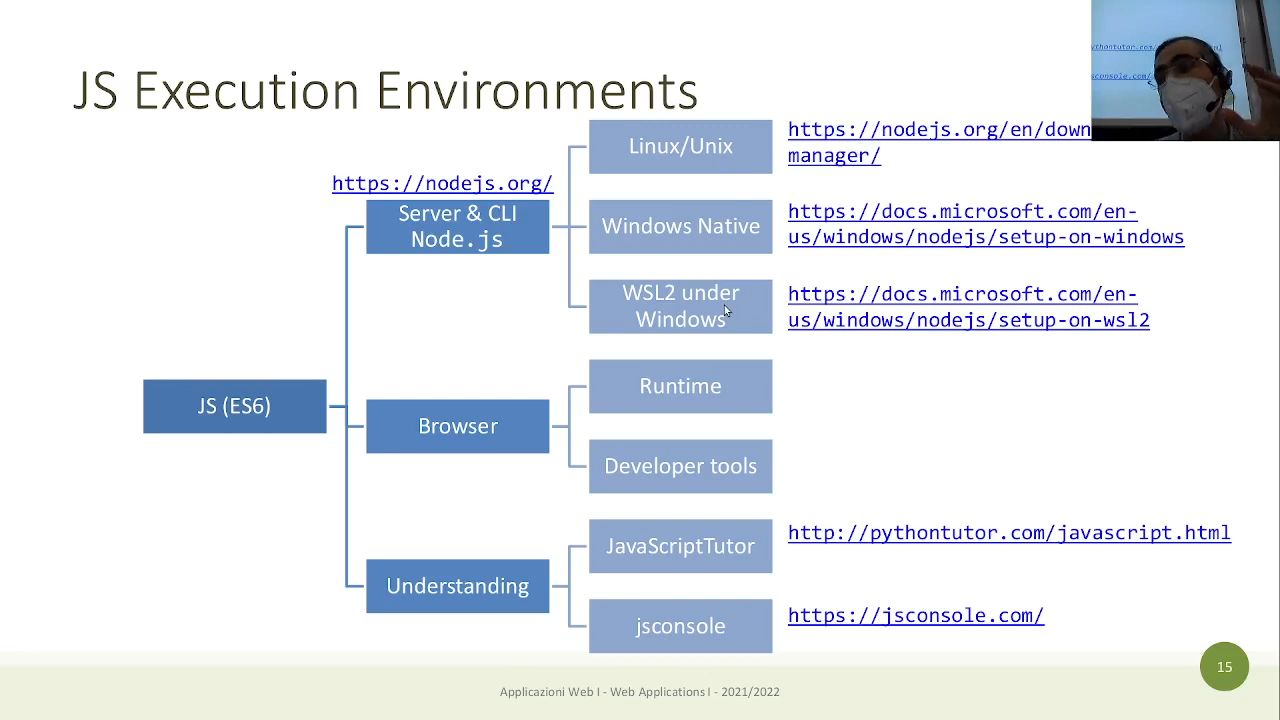 JS Execution Environments
https://nodejs.org/
Server & CLI
Node.js
Linux/Unix
https://nodejs.org/en/down
manager/
Windows Native
https://docs.microsoft.com/en-
us/windows/nodejs/setup-on-windows
WSL2 under
Windows
https://docs.microsoft.com/en-
us/windows/nodejs/setup-on-wsl2
JS (ES6)
Browser
Runtime
Developer tools
Understanding
JavaScriptTutor
http://pythontutor.com/javascript.html
jsconsole
https://jsconsole.com/
15
Applicazioni Web I - Web Applications I - 2021/2022